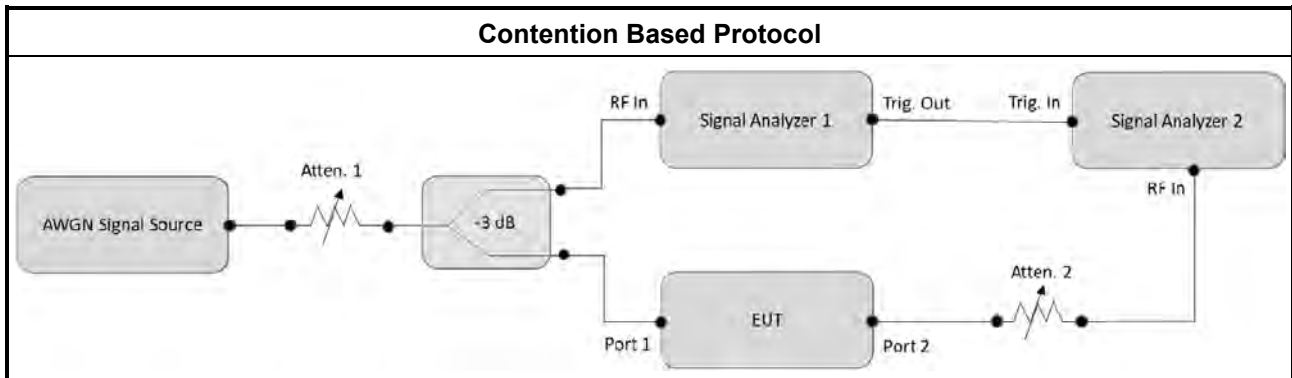 Contention Based Protocol
RF In
Signal Analyzer 1
Trig. Out
Trig. In
Signal Analyzer 2
RF In
Atten. 1
AWGN Signal Source
-3 dB
Atten. 2
EUT
Port 1
Port 2